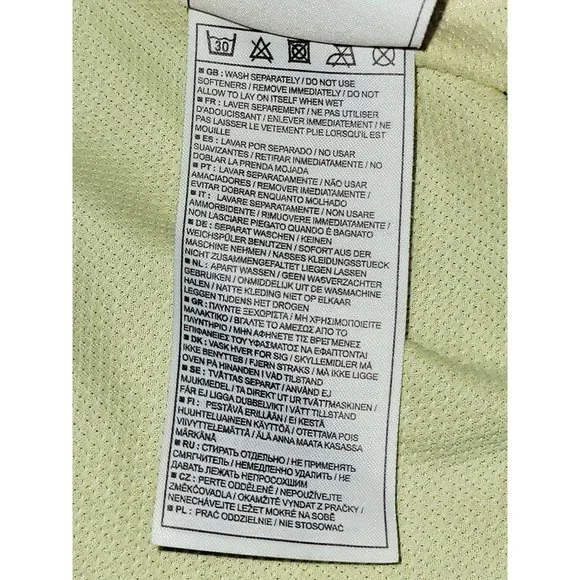 30
GB: WASH SEPARATELY / DO NOT USE
SOFTENERS / REMOVE IMMEDIATELY / DO NOT
ALLOW TO LAY ON ITSELF WHEN WET
FR: LAVER SEPAREMENT / NE PAS UTILISER
D'ADOUCISSANT / ENLEVER IMMEDIATEMENT / NE
PAS LAISSER LE VETEMENT PLIE LORSQU'IL EST
MOUILLE
ES: LAVAR POR SEPARADO / NO USAR
SUAVIZANTES / RETIRAR INMEDIATAMENTE / NO
DOBLAR LA PRENDA MOJADA
PT: LAVAR SEPARADAMENTE / NÃO USAR
AMACIADORES / REMOVER IMEDIATAMENTE /
EVITAR DOBRAR ENQUANTO MOLHADO
IT: LAVARE SEPARATAMENTE / NON USARE
AMMORBIDENTE / RIMUOVERE IMMEDIATAMENTE /
NON LASCIARE PIEGATO QUANDO É BAGNATO
DE: SEPARAT WASCHEN / KEINEN
WEICHSPÜLER BENUTZEN / SOFORT AUS DER
MASCHINE NEHMEN / NASSES KLEIDUNGSSTUECK
NICHT ZUSAMMENGEFALTET LIEGEN LASSEN
NL: APART WASSEN / GEEN WASVERZACHTER
GEBRUIKEN / ONMIDDELLIJK UIT DE WASMACHINE
HALEN / NATTE KLEDING NIET OP ELKAAR
LEGGEN TIJDENS HET DROGEN
GR: ΠΛΥΝΤΕ ΞΕΧΩΡΙΣΤΑ / ΜΗ ΧΡΗΣΙΜΟΠΟΙΕΙΤΕ
ΜΑΛΑΚΤΙΚΟ / ΒΓΑΛΤΕ ΤΟ ΑΜΕΣΩΣ ΑΠΟ ΤΟ
ΠΛΥΝΤΗΡΙΟ / ΜΗΝ ΑΦΗΝΕΤΕ ΤΙΣ ΒΡΕΓΜΕΝΕΣ
ΕΠΙΦΑΝΕΙΕΣ ΤΟΥ ΥΦΑΣΜΑΤΟΣ ΝΑ ΕΦΑΠΤΟΝΤΑΙ
DK: VASK HVER FOR SIG / SKYLLEMIDLER MÅ
IKKE BENYTTES / FJERN STRAKS / MÅ IKKE LIGGE
OVEN PÅ HINANDEN I VÅD TILSTAND
SE: TVÄTTAS SEPARAT / ANVÄND EJ
MJUKMEDEL / TA DIREKT UT UR TVÄTTMASKINEN /
FÅR EJ LIGGA DUBBELVIKT I VÅTT TILLSTÅND
FI: PESTÄVÄ ERILLÄÄN / EI KESTÄ
HUUHTELUAINEEN KÄYTTÖÄ / OTETTAVA POIS
VIIVYTTELEMÄTTÄ / ÄLÄ ANNA MAATA KASASSA
MÄRKÄNÄ
RU: СТИРАТЬ ОТДЕЛЬНО / НЕ ПРИМЕНЯТЬ
СМЯГЧИТЕЛЬ / НЕМЕДЛЕННО УДАЛИТ / НЕ
ДАВАТЬ ЛЕЖАТЬ НЕПРОСОХШИМ
CZ: PERTE ODDĚLENĚ / NEPOUŽÍVEJTE
ZMĚKČOVADLA / OKAMŽITĚ VYNDAT Z PRAČKY /
NENECHÁVEJTE LEŽET MOKRÉ NA SOBĚ
PL: PRAĆ ODDZIELNIE / NIE STOSOWAĆ